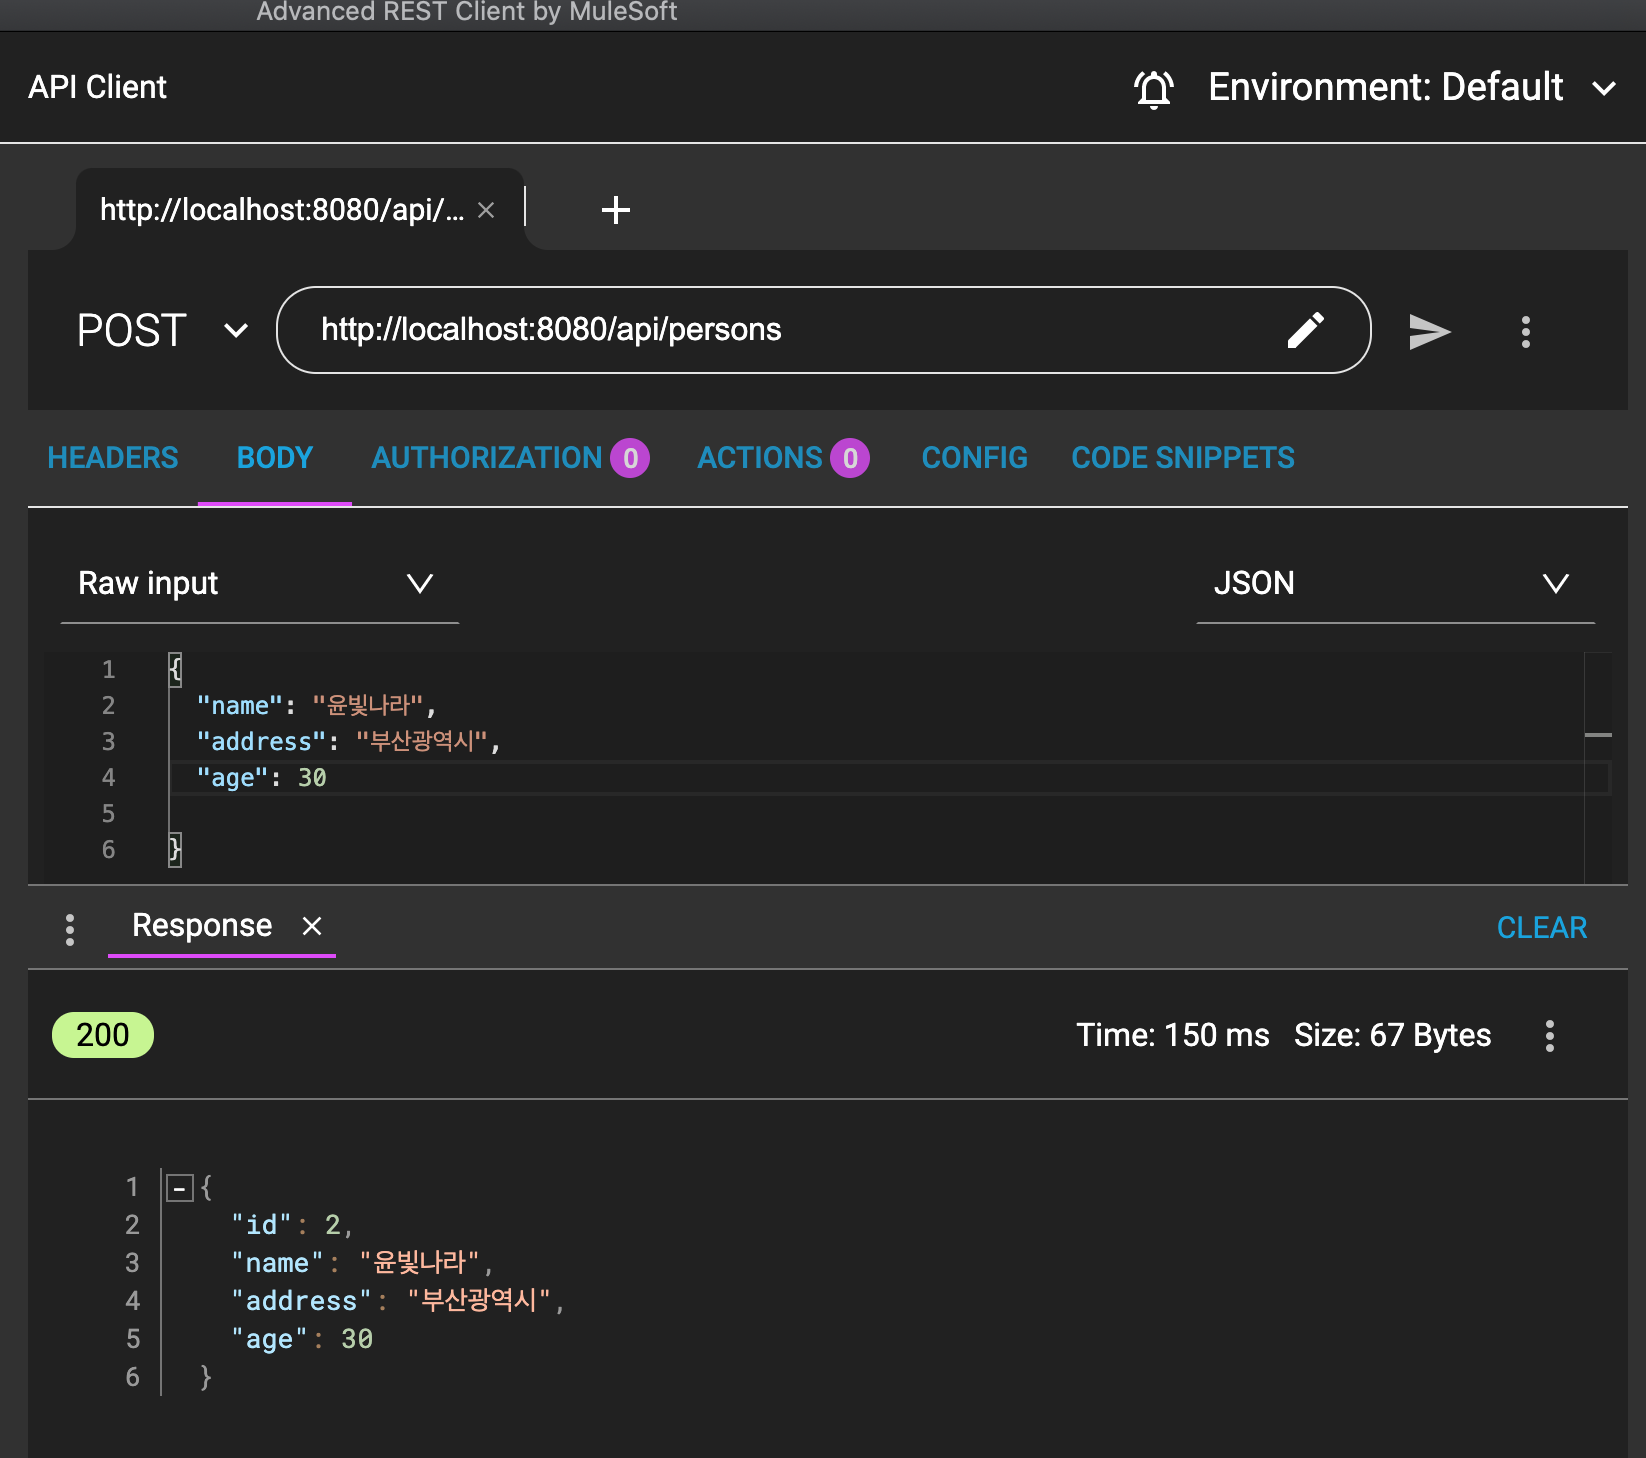 Advanced REST Client by MuleSoft
API Client
Environment: Default
http://localhost:8080/api/...
POST
http://localhost:8080/api/persons
HEADERS BODY AUTHORIZATION 0 ACTIONS 0 CONFIG CODE SNIPPETS
Raw input
JSON
1 {
2 "name": "윤빛나라",
3 "address": "부산광역시",
4 "age": 30
5
6 }
Response
CLEAR
200
Time: 150 ms Size: 67 Bytes
1 {
2 "id": 2,
3 "name": "윤빛나라",
4 "address": "부산광역시",
5 "age": 30
6 }